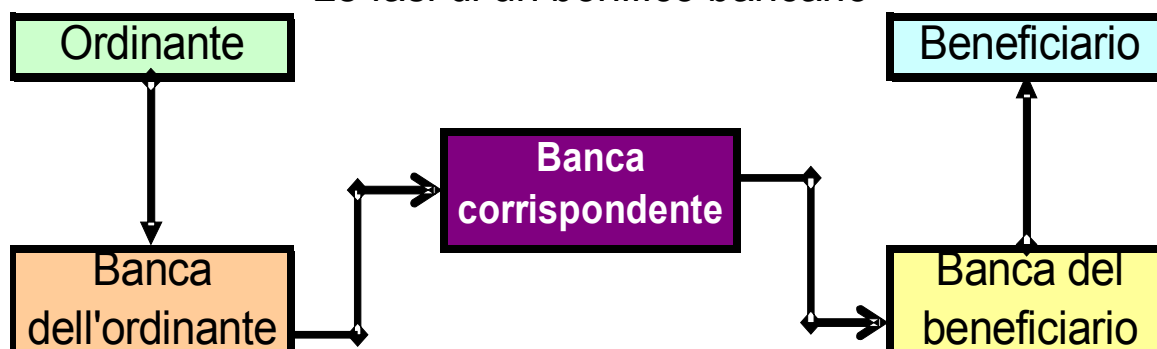 Ordinante
Beneficiario
Banca
corrispondente
Banca
dell'ordinante
Banca del
beneficiario